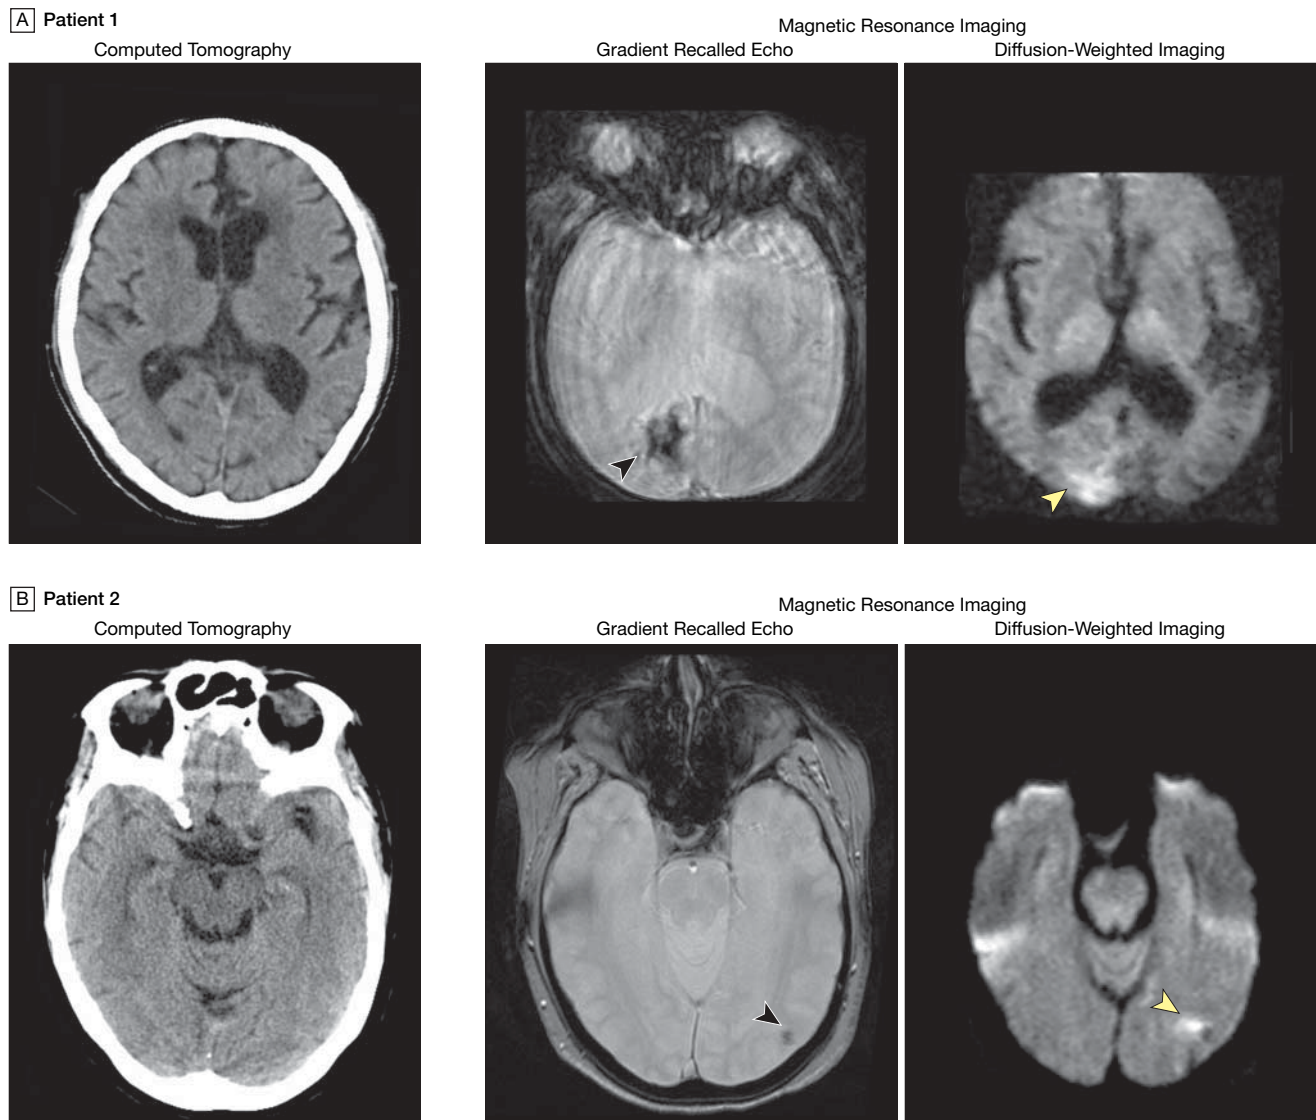 A Patient 1
Magnetic Resonance Imaging
Computed Tomography
Gradient Recalled Echo
Diffusion-Weighted Imaging
B Patient 2
Magnetic Resonance Imaging
Computed Tomography
Gradient Recalled Echo
Diffusion-Weighted Imaging